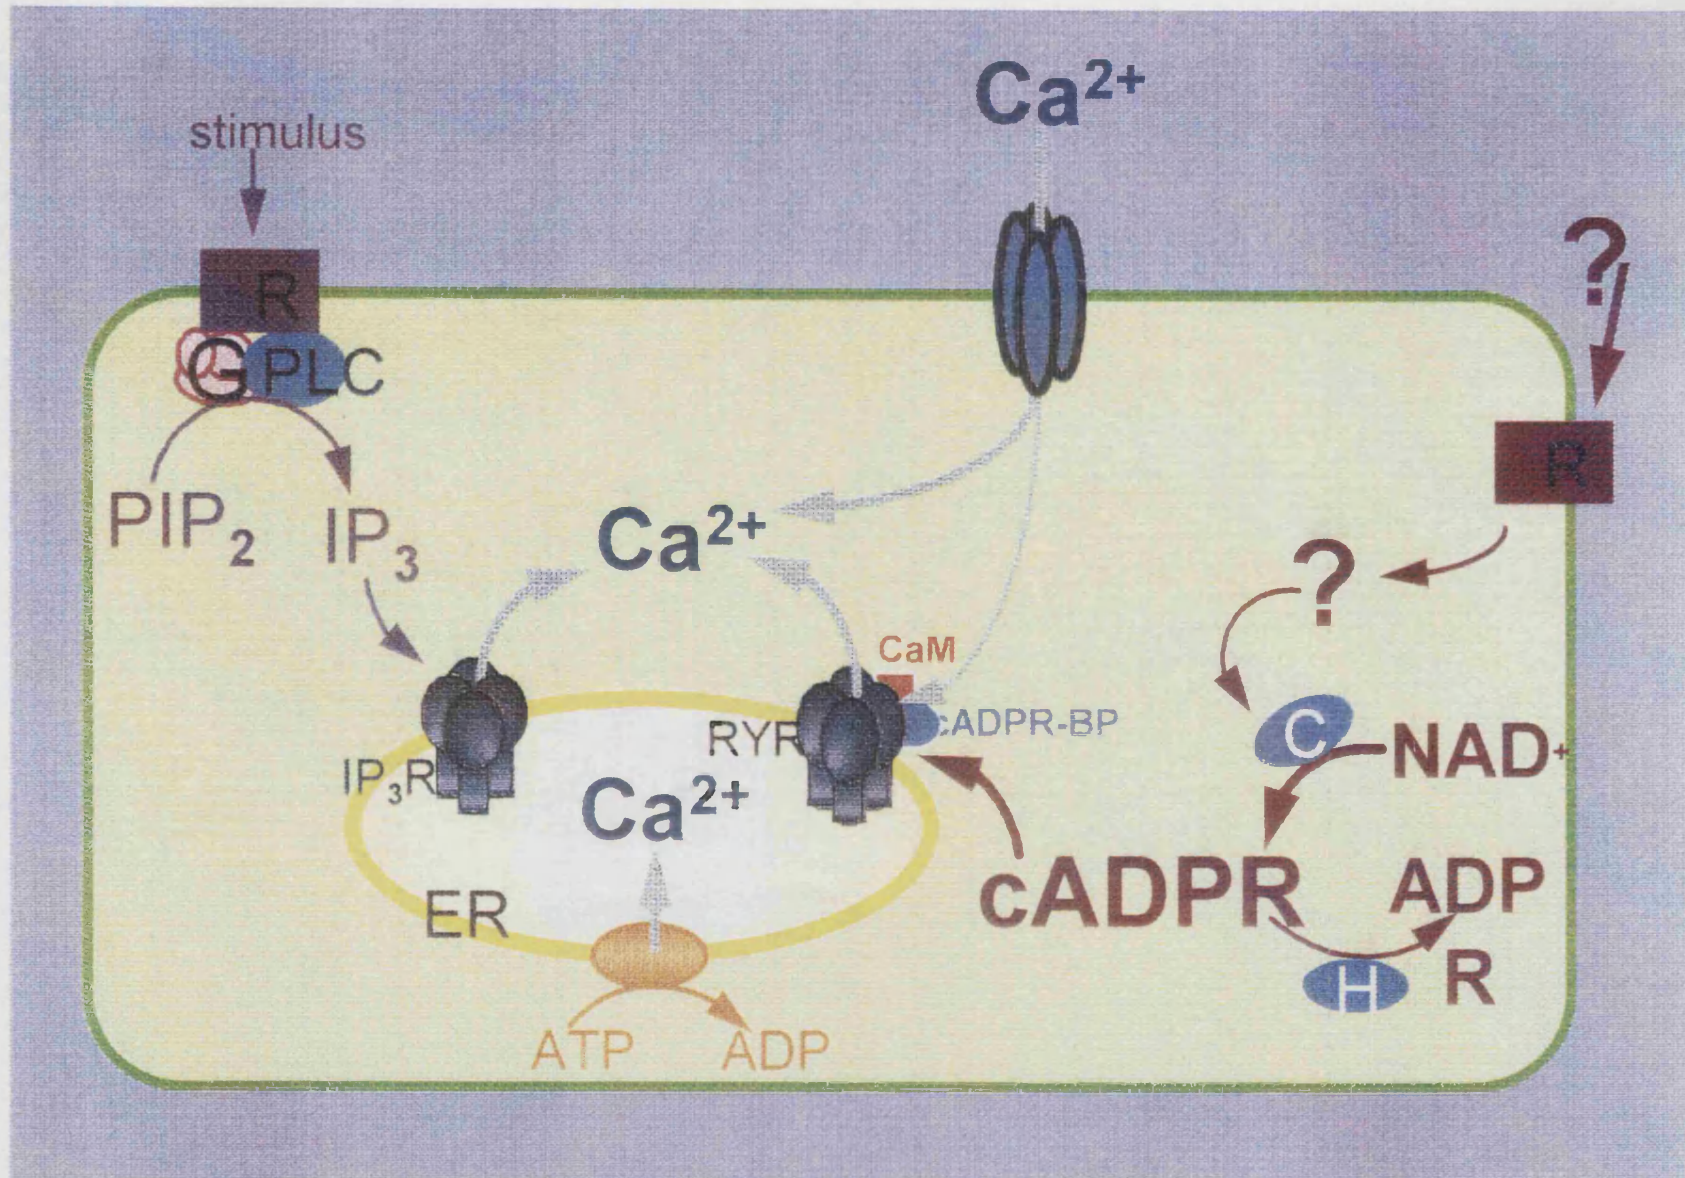 Ca²⁺
stimulus
?
R
G PLC
R
PIP₂ IP₃
Ca²⁺
?
CaM
cADPR-BP
RYR
C
NAD+
IP₃R
Ca²⁺
cADPR
ADP
R
ER
H
ATP ADP